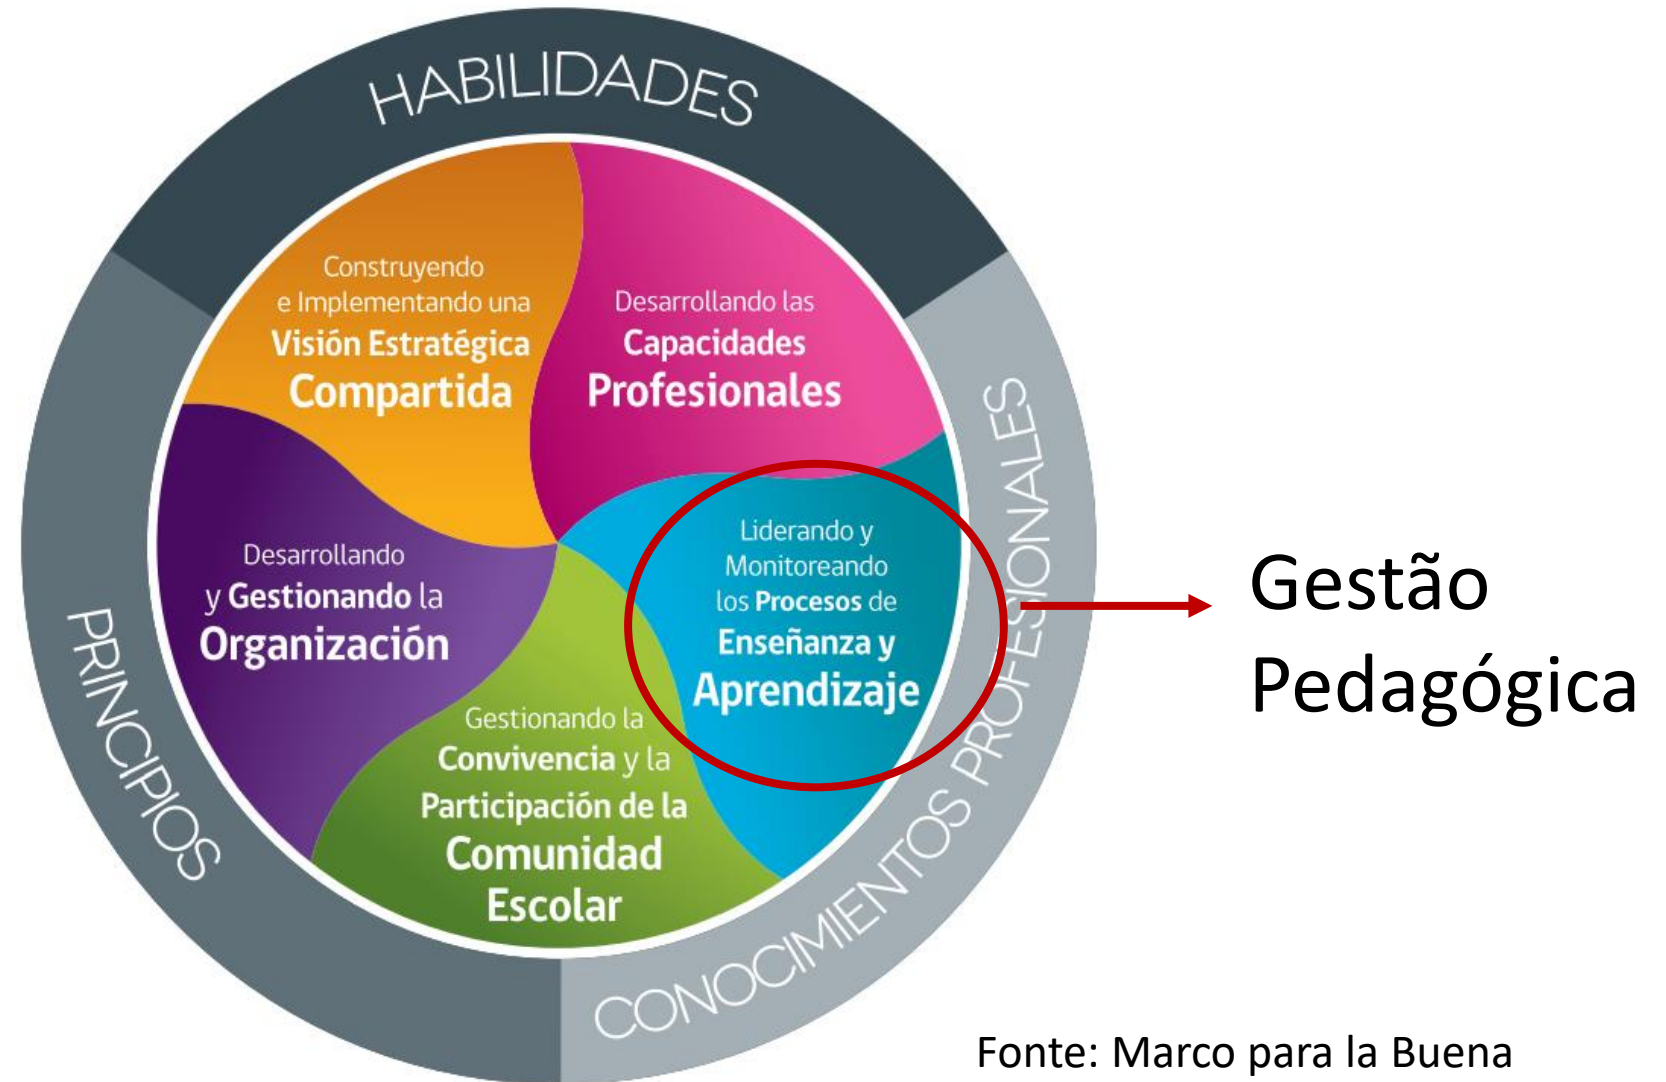 HABILIDADES
Construyendo
e Implementando una
Visión Estratégica
Compartida
Desarrollando las
Capacidades
Profesionales
Liderando y
Monitoreando
los Procesos de
Enseñanza y
Aprendizaje
Desarrollando
y Gestionando la
Organización
Gestionando la
Convivencia y la
Participación de la
Comunidad
Escolar
PRINCIPIOS
CONOCIMIENTOS PROFESIONALES
Gestão
Pedagógica
Fonte: Marco para la Buena